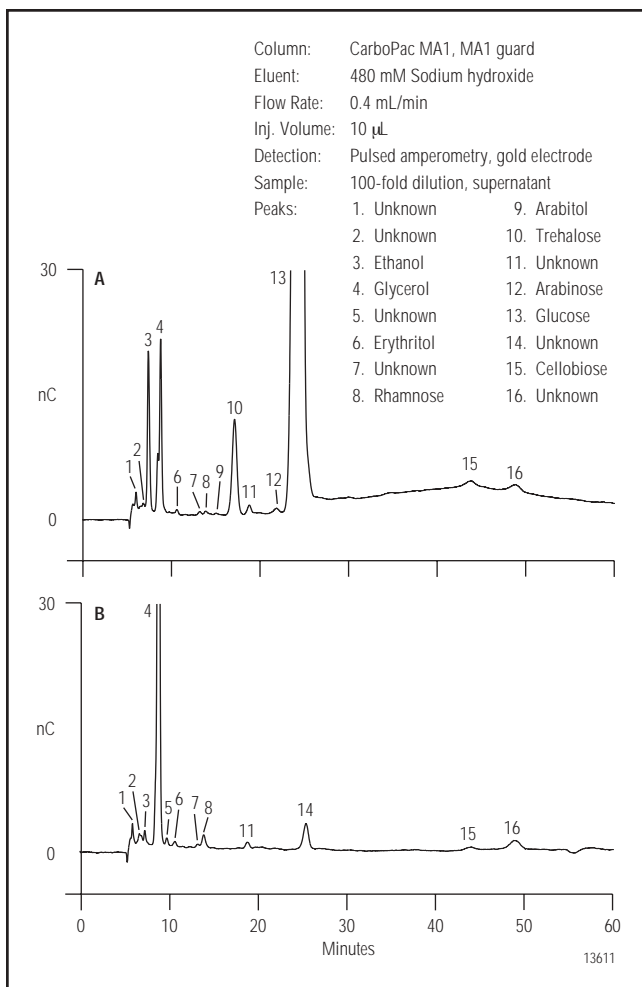 Column: CarboPac MA1, MA1 guard
Eluent: 480 mM Sodium hydroxide
Flow Rate: 0.4 mL/min
Inj. Volume: 10 µL
Detection: Pulsed amperometry, gold electrode
Sample: 100-fold dilution, supernatant
Peaks: 1. Unknown 9. Arabitol
2. Unknown 10. Trehalose
3. Ethanol 11. Unknown
4. Glycerol 12. Arabinose
5. Unknown 13. Glucose
6. Erythritol 14. Unknown
7. Unknown 15. Cellobiose
8. Rhamnose 16. Unknown
30
A
nC
0
1
2
3
4
6
7
8
9
10
11
12
13
15
16
30
B
nC
0
1
2
3
4
5
6
7
8
11
14
15
16
0 10 20 30 40 50 60
Minutes
13611